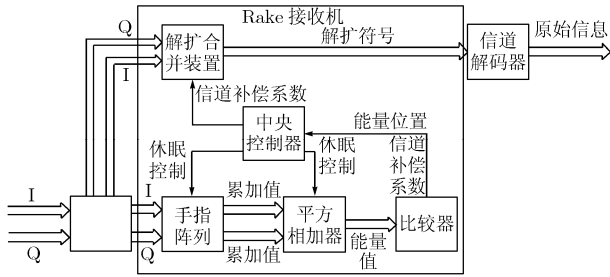 Rake 接收机
Q
I
解扩合
并装置
解扩符号
信道
解码器
原始信息
信道补偿系数
中央
控制器
能量位置
休眠
控制
休眠
控制
信道
补偿
系数
I
Q
I
Q
手指
阵列
累加值
累加值
平方
相加器
能量
值
比较器